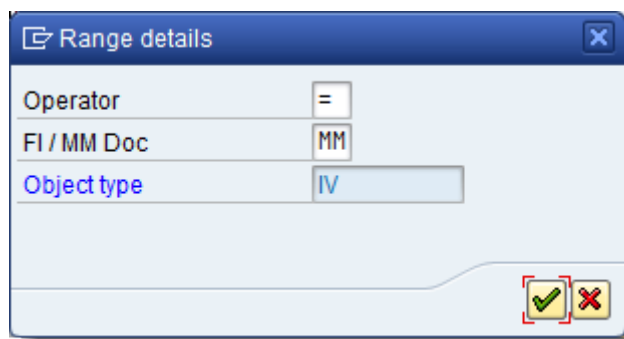 Range details
Operator =
FI / MM Doc MM
Object type IV